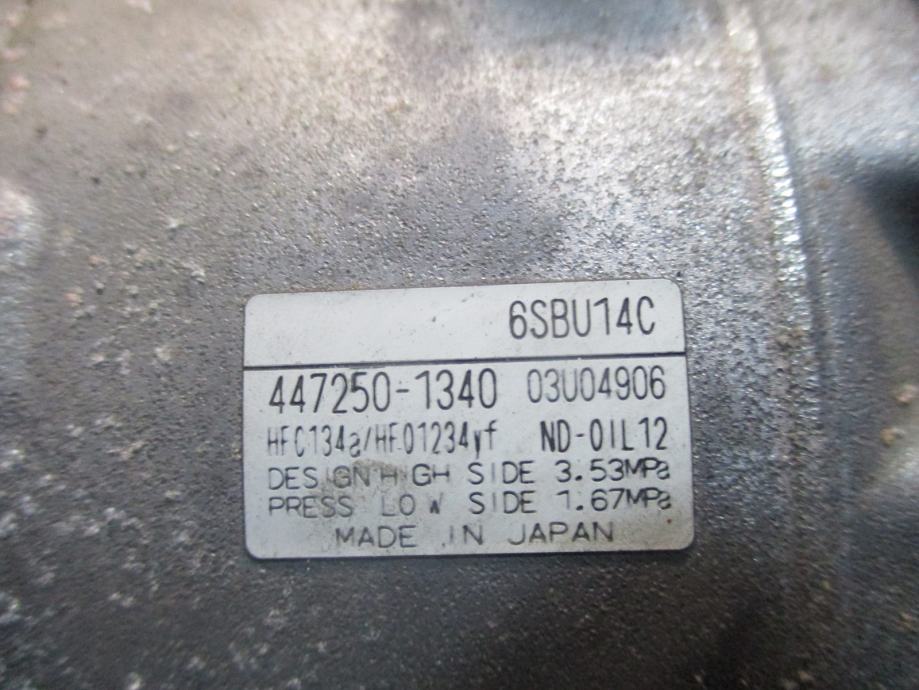 6SBU14C
447250-1340 03U04906
HFC134a/HFO1234yf ND-OIL12
DESIGN HIGH SIDE 3.53MPa
PRESS LOW SIDE 1.67MPa
MADE IN JAPAN